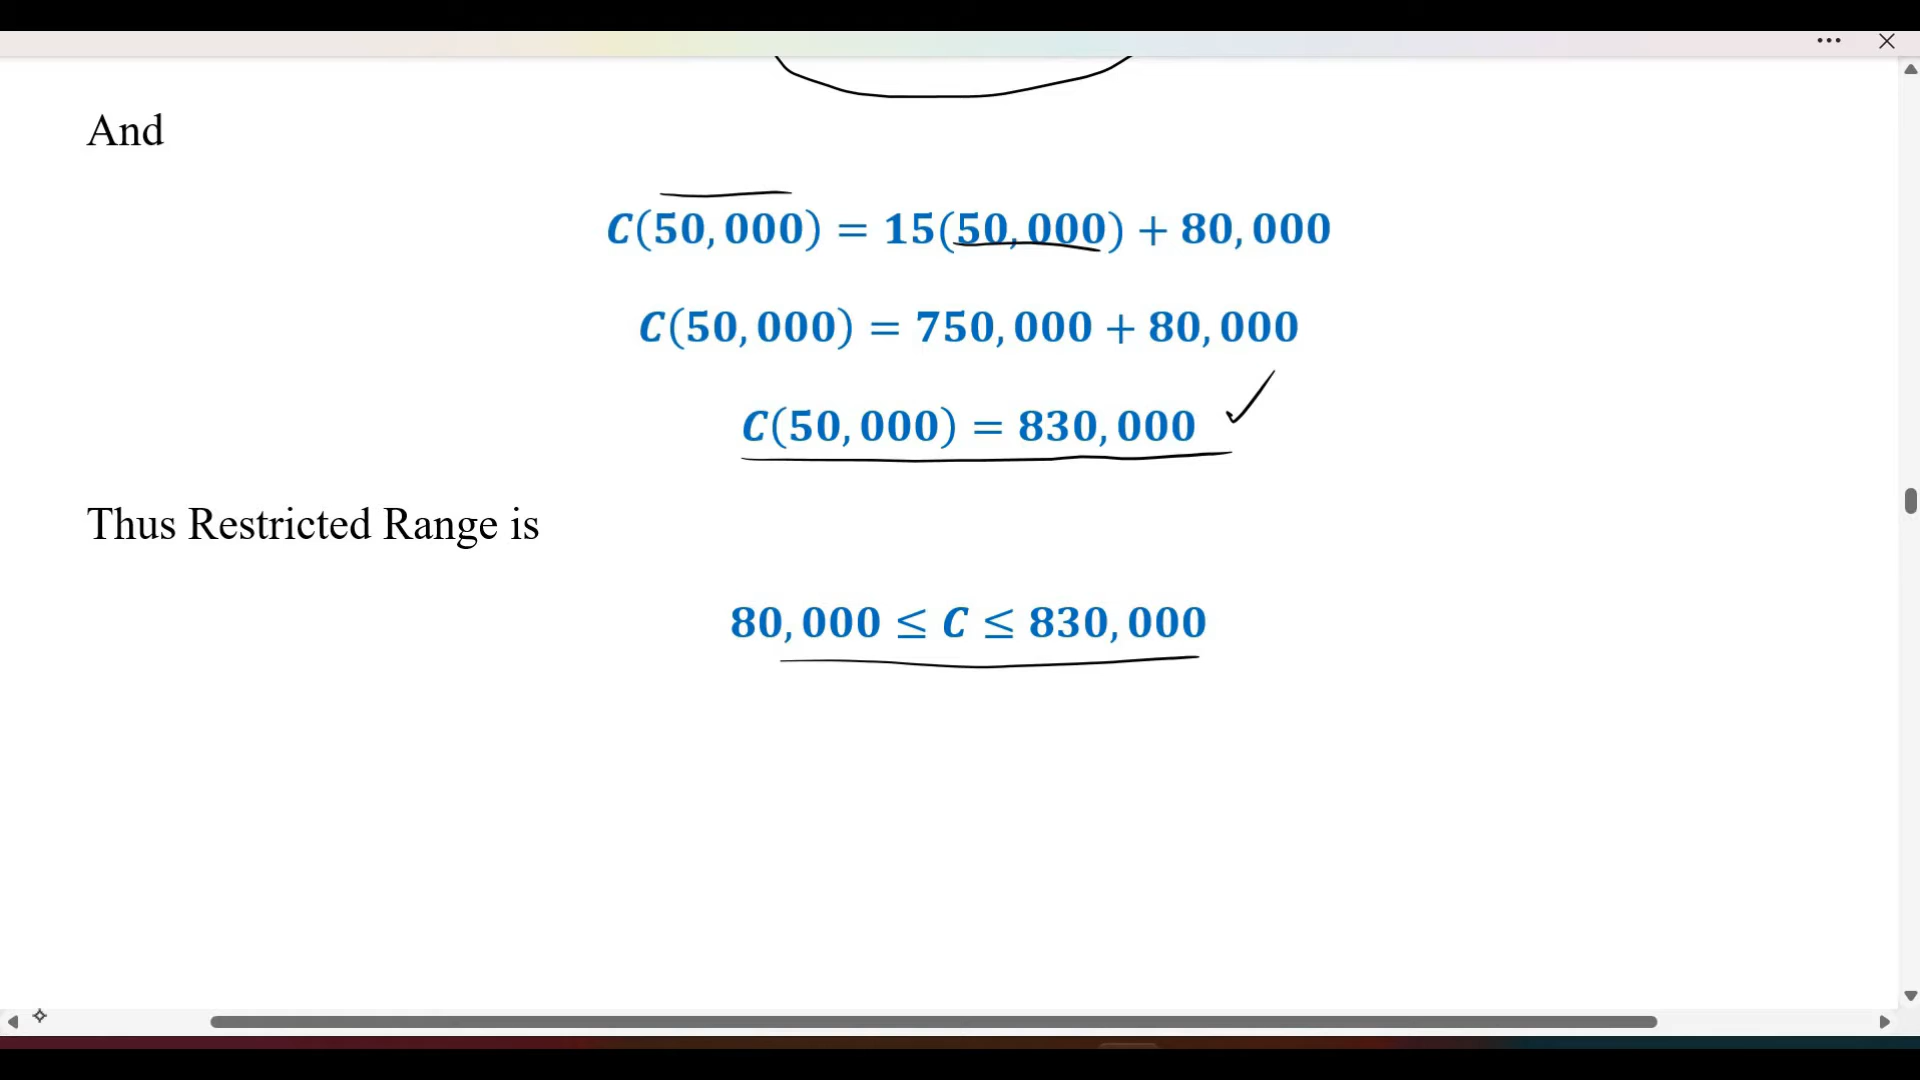 And
C(50,000) = 15(50,000) + 80,000
C(50,000) = 750,000 + 80,000
C(50,000) = 830,000
Thus Restricted Range is
80,000 ≤ C ≤ 830,000